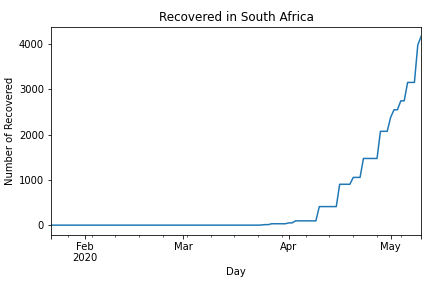 Recovered in South Africa
4000
3000
2000
1000
0
Number of Recovered
Feb
2020
Mar
Apr
May
Day